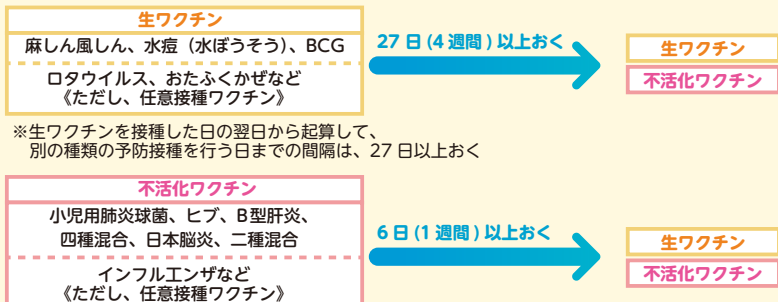 生ワクチン
麻しん風しん、水痘（水ぼうそう）、BCG
ロタウイルス、おたふくかぜなど
《ただし、任意接種ワクチン》
27日(4週間)以上おく
生ワクチン
不活化ワクチン
※生ワクチンを接種した日の翌日から起算して、
別の種類の予防接種を行う日までの間隔は、27日以上おく
不活化ワクチン
小児用肺炎球菌、ヒブ、B型肝炎、
四種混合、日本脳炎、二種混合
インフルエンザなど
《ただし、任意接種ワクチン》
6日(1週間)以上おく
生ワクチン
不活化ワクチン